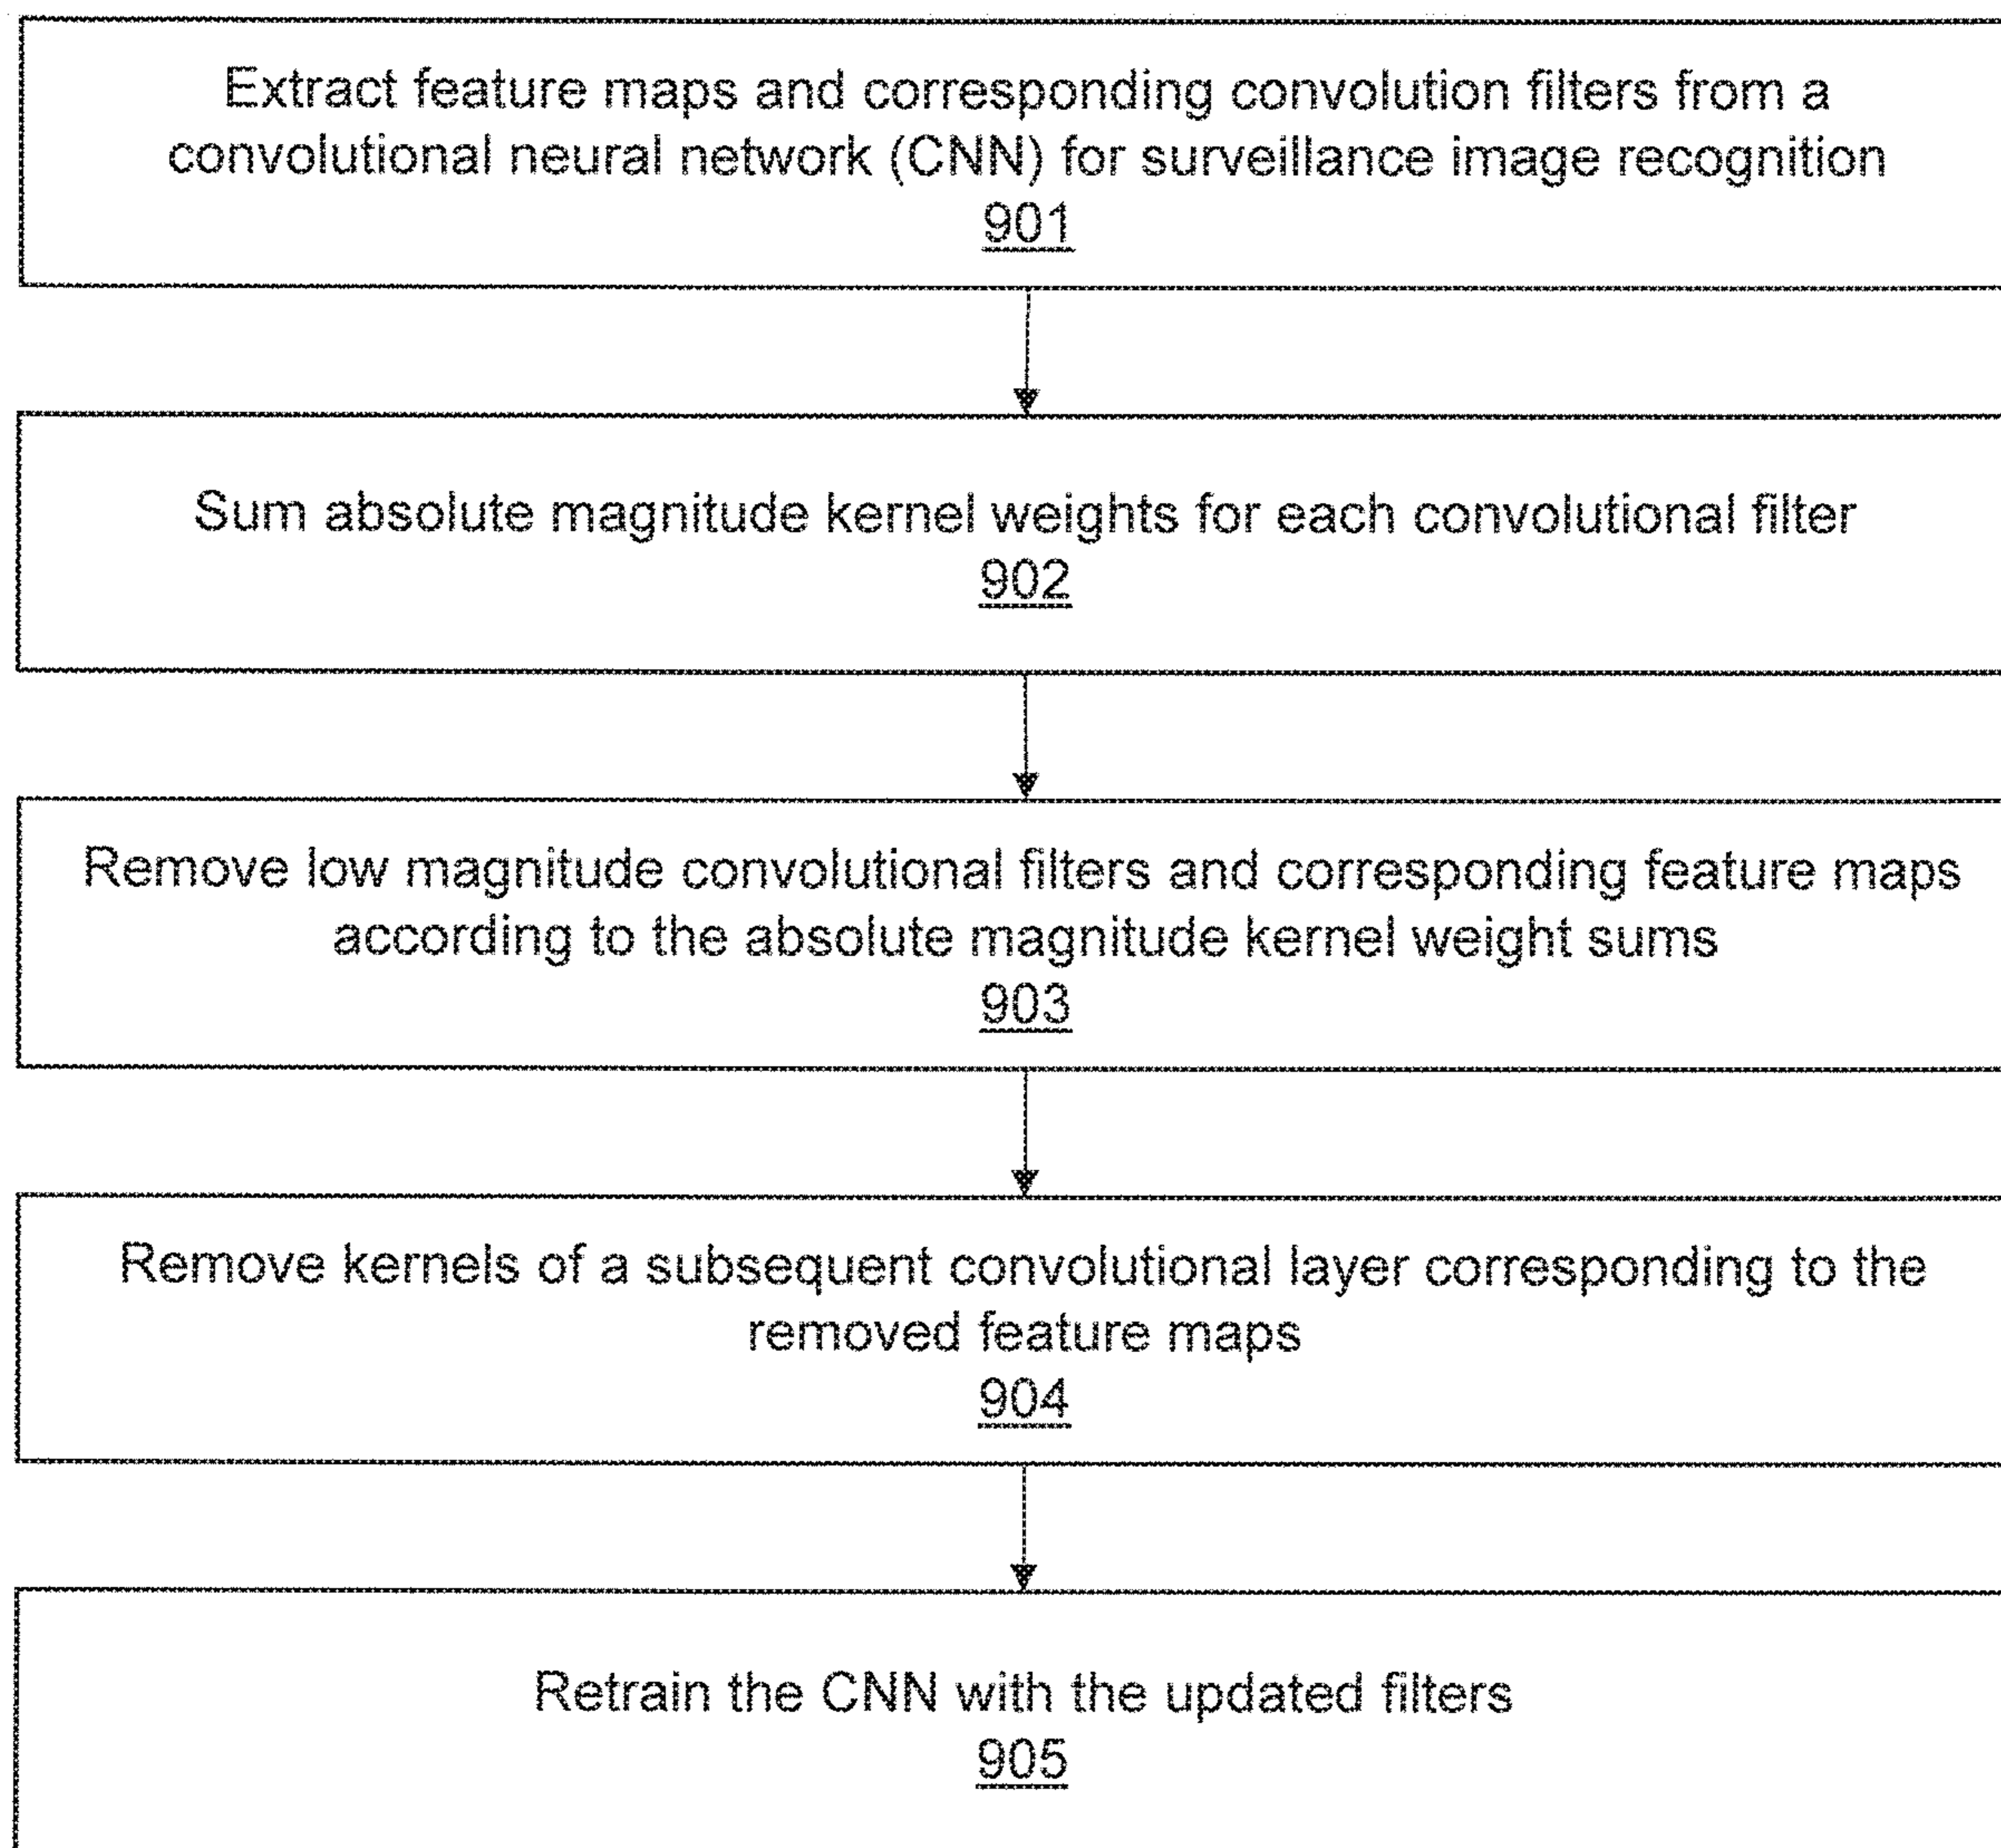 Extract feature maps and corresponding convolution filters from a
convolutional neural network (CNN) for surveillance image recognition
901
Sum absolute magnitude kernel weights for each convolutional filter
902
Remove low magnitude convolutional filters and corresponding feature maps
according to the absolute magnitude kernel weight sums
903
Remove kernels of a subsequent convolutional layer corresponding to the
removed feature maps
904
Retrain the CNN with the updated filters
905